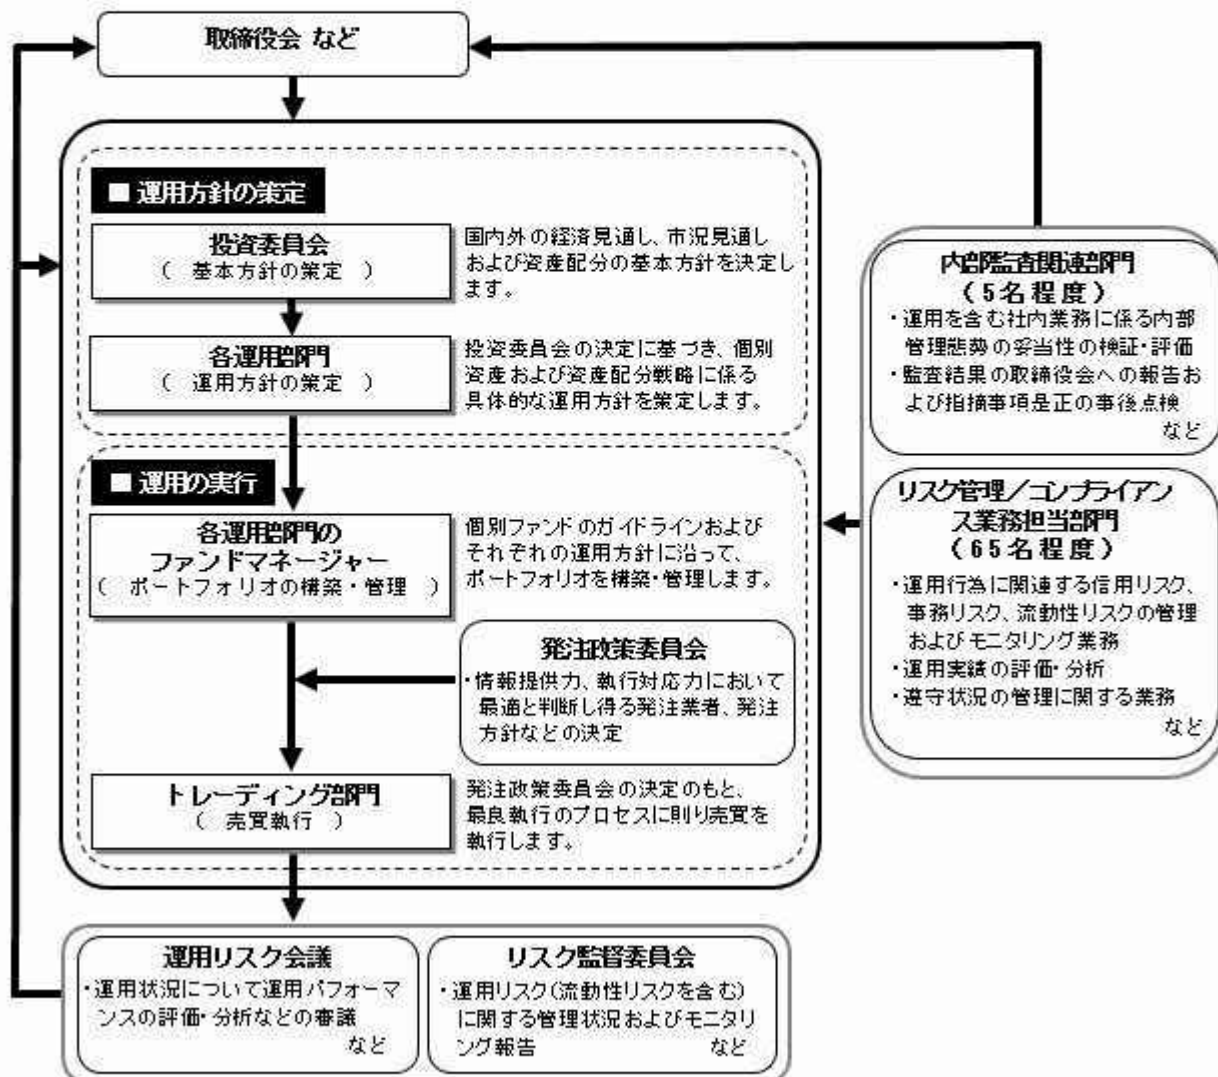 取締役会 など
■ 運用方針の策定
投資委員会
（ 基本方針の策定 ）
国内外の経済見通し、市況見通し
および資産配分の基本方針を決定し
ます。
各運用部門
（ 運用方針の策定 ）
投資委員会の決定に基づき、個別
資産および資産配分戦略に係る
具体的な運用方針を策定します。
■ 運用の実行
各運用部門の
ファンドマネージャー
（ ポートフォリオの構築・管理 ）
個別ファンドのガイドラインおよび
それぞれの運用方針に沿って、
ポートフォリオを構築・管理します。
発注政策委員会
・情報提供力、執行対応力において
最適と判断し得る発注業者、発注
方針などの決定
トレーディング部門
（ 売買執行 ）
発注政策委員会の決定のもと、
最良執行のプロセスに則り売買を
執行します。
内部監査関連部門
（５名程度）
・運用を含む社内業務に係る内部
管理態勢の妥当性の検証・評価
・監査結果の取締役会への報告お
よび指摘事項是正の事後点検
など
リスク管理／コンプライアン
ス業務担当部門
（６５名程度）
・運用行為に関連する信用リスク、
事務リスク、流動性リスクの管理
およびモニタリング業務
・運用実績の評価・分析
・遵守状況の管理に関する業務
など
運用リスク会議
・運用状況について運用パフォーマ
ンスの評価・分析などの審議
など
リスク監督委員会
・運用リスク（流動性リスクを含む）
に関する管理状況およびモニタリ
ング報告 など